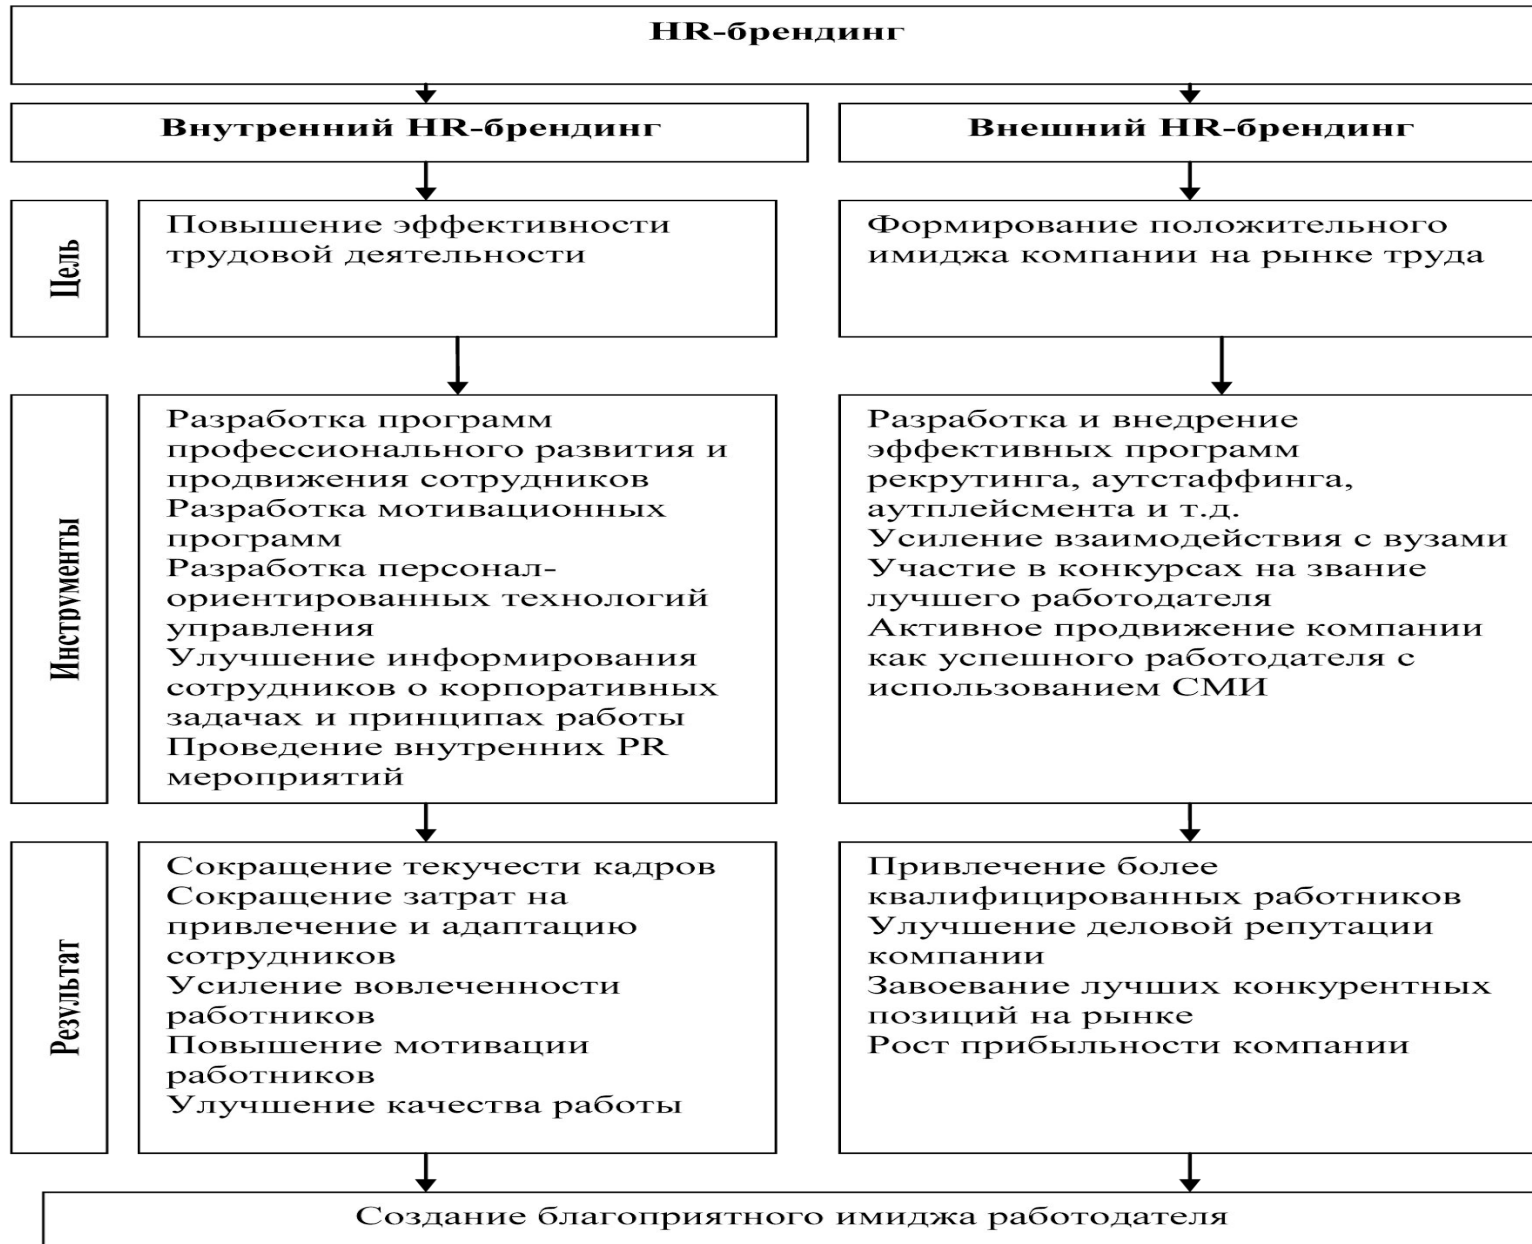 HR-брендинг
Внутренний HR-брендинг
Внешний HR-брендинг
Цель
Повышение эффективности
трудовой деятельности
Формирование положительного
имиджа компании на рынке труда
Инструменты
Разработка программ
профессионального развития и
продвижения сотрудников
Разработка мотивационных
программ
Разработка персонал-
ориентированных технологий
управления
Улучшение информирования
сотрудников о корпоративных
задачах и принципах работы
Проведение внутренних PR
мероприятий
Разработка и внедрение
эффективных программ
рекрутинга, аутстаффинга,
аутплейсмента и т.д.
Усиление взаимодействия с вузами
Участие в конкурсах на звание
лучшего работодателя
Активное продвижение компании
как успешного работодателя с
использованием СМИ
Результат
Сокращение текучести кадров
Сокращение затрат на
привлечение и адаптацию
сотрудников
Усиление вовлеченности
работников
Повышение мотивации
работников
Улучшение качества работы
Привлечение более
квалифицированных работников
Улучшение деловой репутации
компании
Завоевание лучших конкурентных
позиций на рынке
Рост прибыльности компании
Создание благоприятного имиджа работодателя